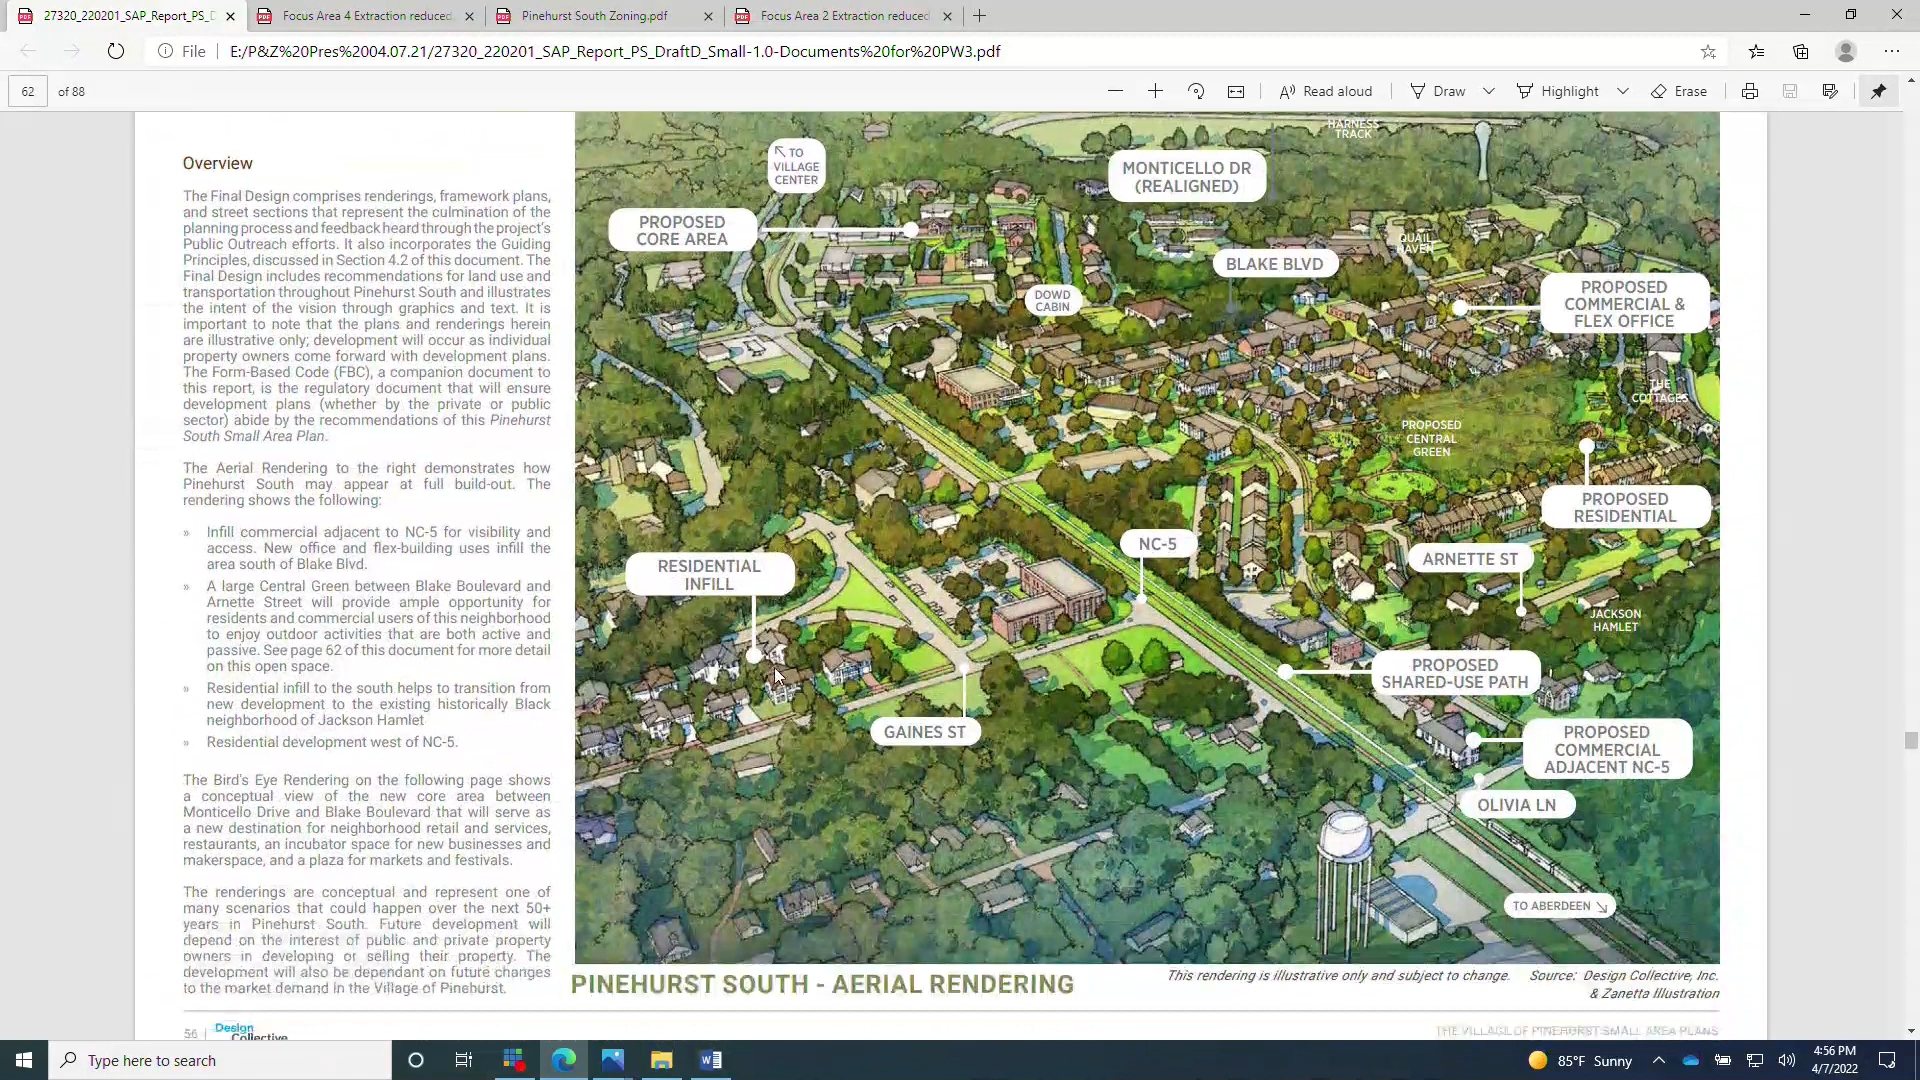 27320_220201_SAP_Report_PS_D
Focus Area 4 Extraction reduced
Pinehurst South Zoning.pdf
Focus Area 2 Extraction reduced
File
E:/P&Z%20Pres%2004.07.21/27320_220201_SAP_Report_PS_DraftD_Small-1.0-Documents%20for%20PW3.pdf
62
of 88
Read aloud
Draw
Highlight
Erase
Overview
The Final Design comprises renderings, framework plans,
and street sections that represent the culmination of the
planning process and feedback heard through the project's
Public Outreach efforts. It also incorporates the Guiding
Principles, discussed in Section 4.2 of this document. The
Final Design includes recommendations for land use and
transportation throughout Pinehurst South and illustrates
the intent of the vision through graphics and text. It is
important to note that the plans and renderings herein
are illustrative only; development will occur as individual
property owners come forward with development plans.
The Form-Based Code (FBC), a companion document to
this report, is the regulatory document that will ensure
development plans (whether by the private or public
sector) abide by the recommendations of this Pinehurst
South Small Area Plan.
The Aerial Rendering to the right demonstrates how
Pinehurst South may appear at full build-out. The
rendering shows the following:
» Infill commercial adjacent to NC-5 for visibility and
access. New office and flex-building uses infill the
area south of Blake Blvd.
» A large Central Green between Blake Boulevard and
Arnette Street will provide ample opportunity for
residents and commercial users of this neighborhood
to enjoy outdoor activities that are both active and
passive. See page 62 of this document for more detail
on this open space.
» Residential infill to the south helps to transition from
new development to the existing historically Black
neighborhood of Jackson Hamlet
» Residential development west of NC-5.
The Bird's Eye Rendering on the following page shows
a conceptual view of the new core area between
Monticello Drive and Blake Boulevard that will serve as
a new destination for neighborhood retail and services,
restaurants, an incubator space for new businesses and
makerspace, and a plaza for markets and festivals.
The renderings are conceptual and represent one of
many scenarios that could happen over the next 50+
years in Pinehurst South. Future development will
depend on the interest of public and private property
owners in developing or selling their property. The
development will also be dependant on future changes
to the market demand in the Village of Pinehurst.
HARNESS
TRACK
TO
VILLAGE
CENTER
MONTICELLO DR
(REALIGNED)
PROPOSED
CORE AREA
QUAIL
HAVEN
BLAKE BLVD
DOWD
CABIN
PROPOSED
COMMERCIAL &
FLEX OFFICE
THE
COTTAGES
PROPOSED
CENTRAL
GREEN
PROPOSED
RESIDENTIAL
NC-5
ARNETTE ST
RESIDENTIAL
INFILL
JACKSON
HAMLET
PROPOSED
SHARED-USE PATH
GAINES ST
PROPOSED
COMMERCIAL
ADJACENT NC-5
OLIVIA LN
TO ABERDEEN
PINEHURST SOUTH - AERIAL RENDERING
This rendering is illustrative only and subject to change. Source: Design Collective, Inc.
& Zanetta Illustration
56
Design
Collective
THE VILLAGE OF PINEHURST SMALL AREA PLANS
Type here to search
85°F Sunny
4:56 PM
4/7/2022